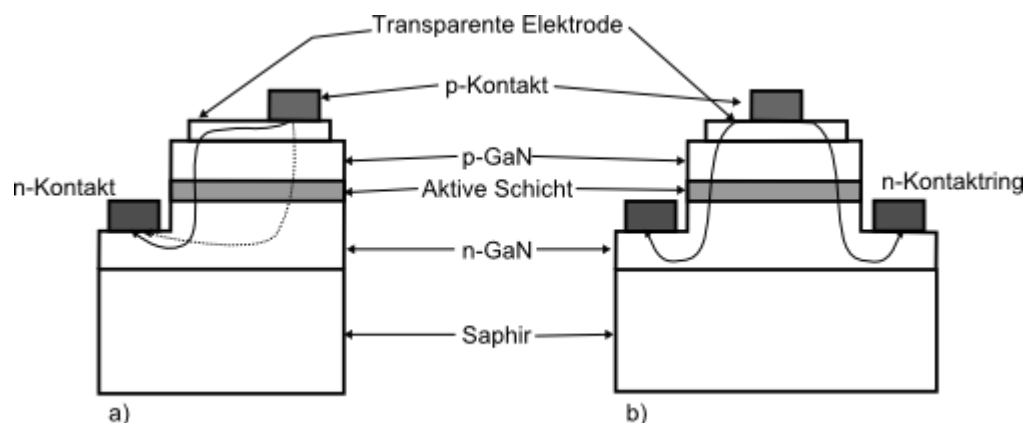 Transparente Elektrode
p-Kontakt
p-GaN
n-Kontakt
Aktive Schicht
n-Kontaktring
n-GaN
Saphir
a)
b)